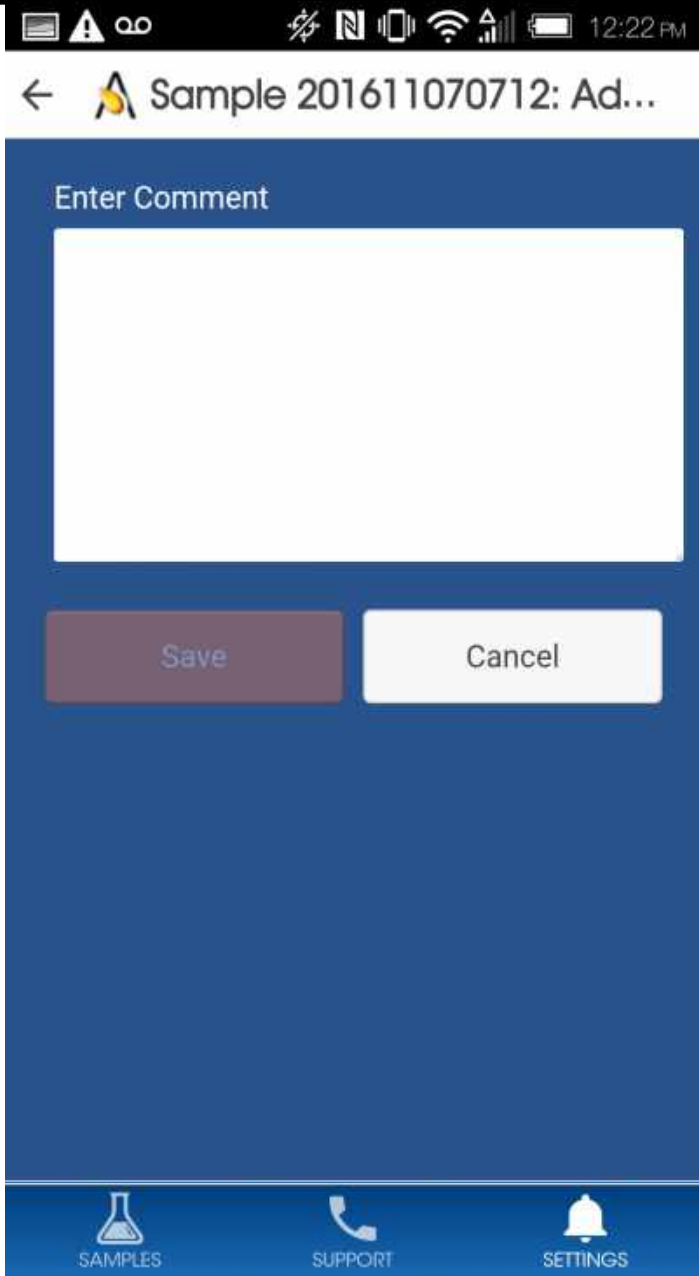 12:22 PM
Sample 201611070712: Ad...
Enter Comment
Save
Cancel
SAMPLES
SUPPORT
SETTINGS